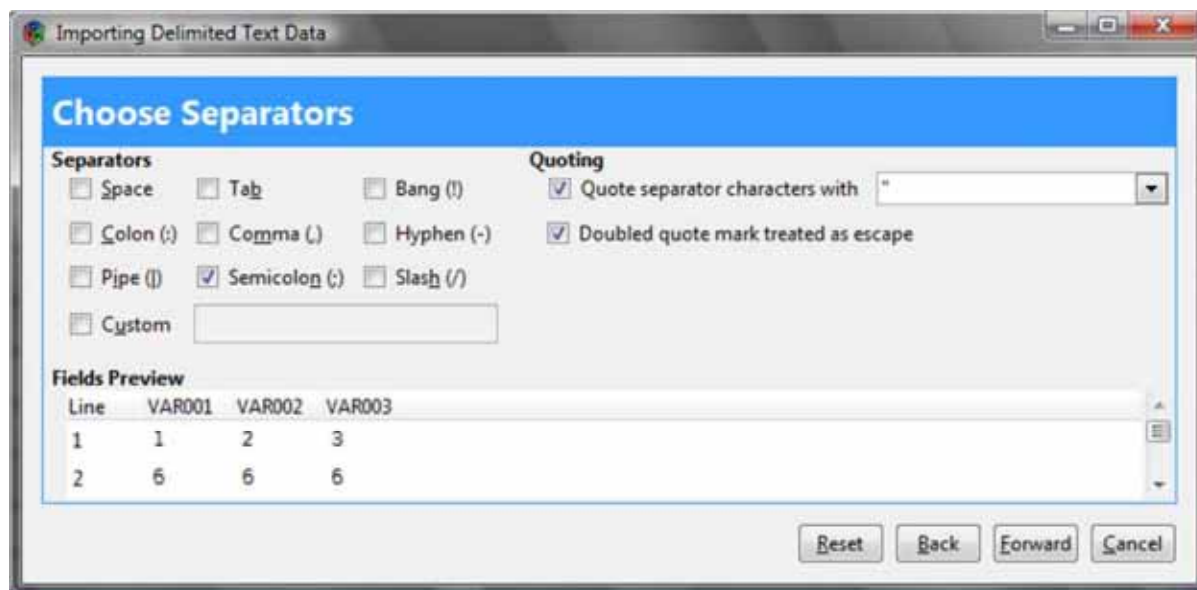 Importing Delimited Text Data
Choose Separators
Separators
Space Tab Bang (!)
Colon (:) Comma (,) Hyphen (-)
Pipe (|) Semicolon (;) Slash (/)
Custom
Quoting
Quote separator characters with "
Doubled quote mark treated as escape
Fields Preview
Line VAR001 VAR002 VAR003
1 1 2 3
2 6 6 6
Reset Back Forward Cancel